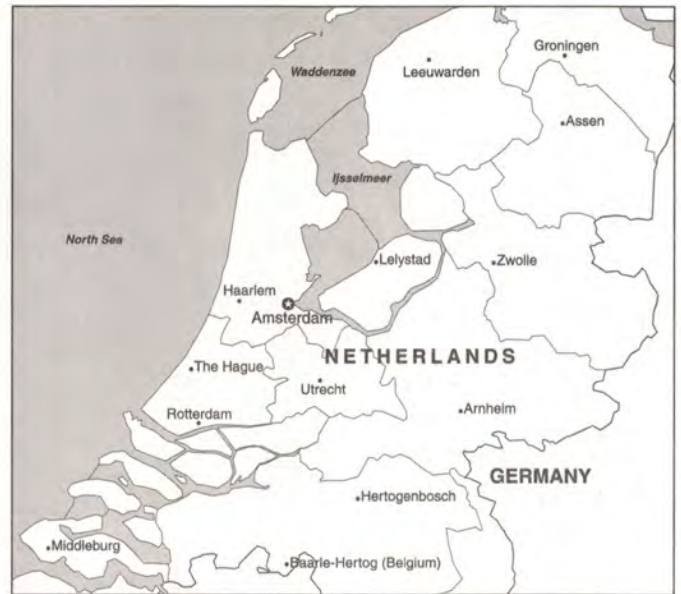 Groningen
Waddenzee
Leeuwarden
Assen
Ijsselmeer
North Sea
Lelystad
Zwolle
Haarlem
Amsterdam
NETHERLANDS
The Hague
Utrecht
Rotterdam
Arnheim
GERMANY
Hertogenbosch
Middleburg
Baarle-Hertog (Belgium)